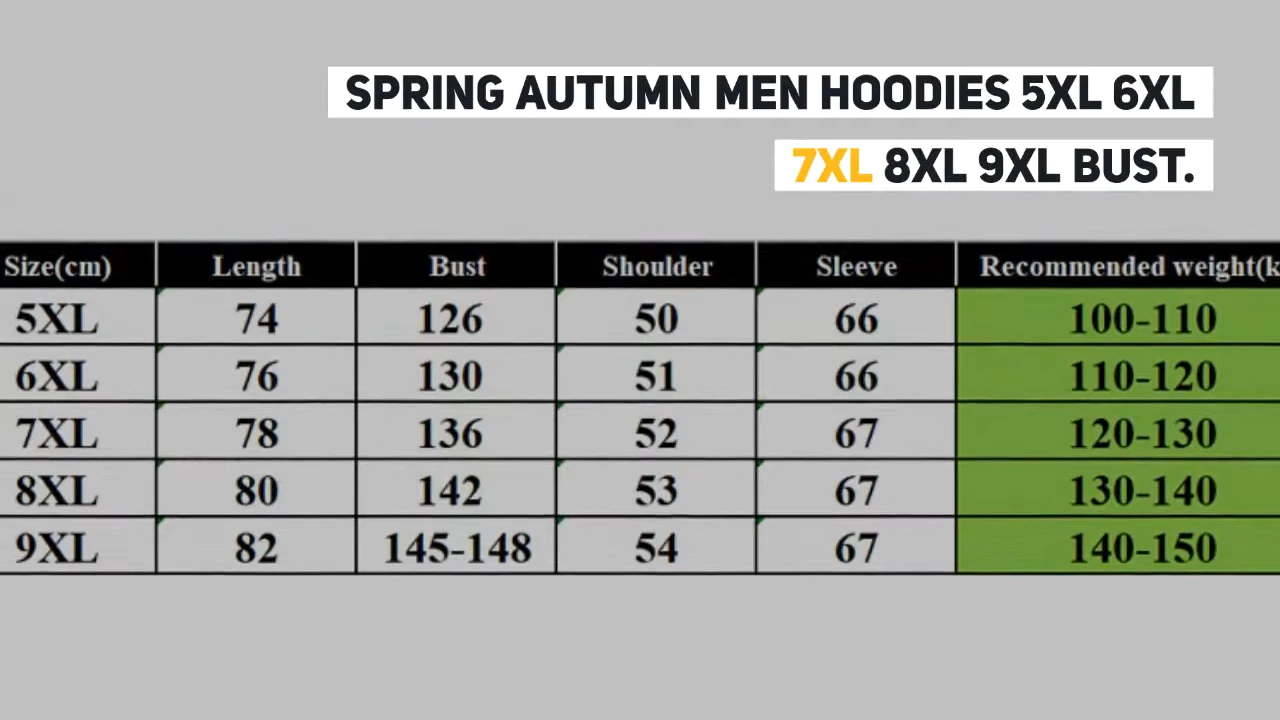 SPRING AUTUMN MEN HOODIES 5XL 6XL
7XL 8XL 9XL BUST.
Size(cm) Length Bust Shoulder Sleeve Recommended weight(k
5XL 74 126 50 66 100-110
6XL 76 130 51 66 110-120
7XL 78 136 52 67 120-130
8XL 80 142 53 67 130-140
9XL 82 145-148 54 67 140-150